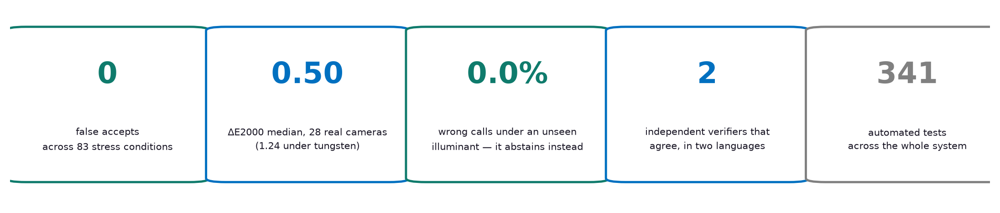 0
false accepts
across 83 stress conditions
0.50
ΔE2000 median, 28 real cameras
(1.24 under tungsten)
0.0%
wrong calls under an unseen
illuminant — it abstains instead
2
independent verifiers that
agree, in two languages
341
automated tests
across the whole system